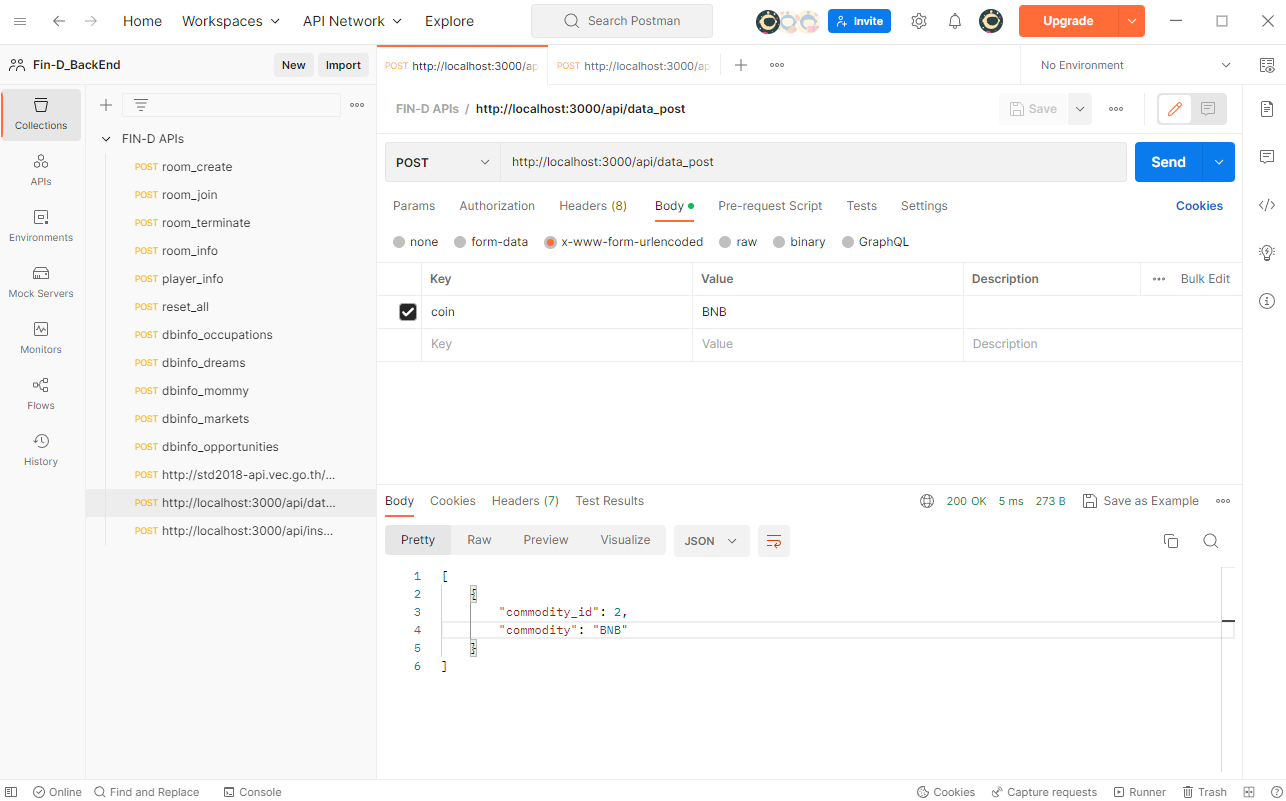 Home
Workspaces
API Network
Explore
Search Postman
Invite
Upgrade
Fin-D_BackEnd
New
Import
POST http://localhost:3000/ap
POST http://localhost:3000/ap
No Environment
Collections
APIs
Environments
Mock Servers
Monitors
Flows
History
FIN-D APIs
POST room_create
POST room_join
POST room_terminate
POST room_info
POST player_info
POST reset_all
POST dbinfo_occupations
POST dbinfo_dreams
POST dbinfo_mommy
POST dbinfo_markets
POST dbinfo_opportunities
POST http://std2018-api.vec.go.th/...
POST http://localhost:3000/api/dat...
POST http://localhost:3000/api/ins...
FIN-D APIs / http://localhost:3000/api/data_post
Save
POST
http://localhost:3000/api/data_post
Send
Params Authorization Headers (8) Body Pre-request Script Tests Settings
Cookies
none form-data x-www-form-urlencoded raw binary GraphQL
Key Value Description Bulk Edit
coin BNB
Key Value Description
Body Cookies Headers (7) Test Results
200 OK 5 ms 273 B Save as Example
Pretty Raw Preview Visualize JSON
1 [
2 {
3 "commodity_id": 2,
4 "commodity": "BNB"
5 }
6 ]
Online Find and Replace Console
Cookies Capture requests Runner Trash